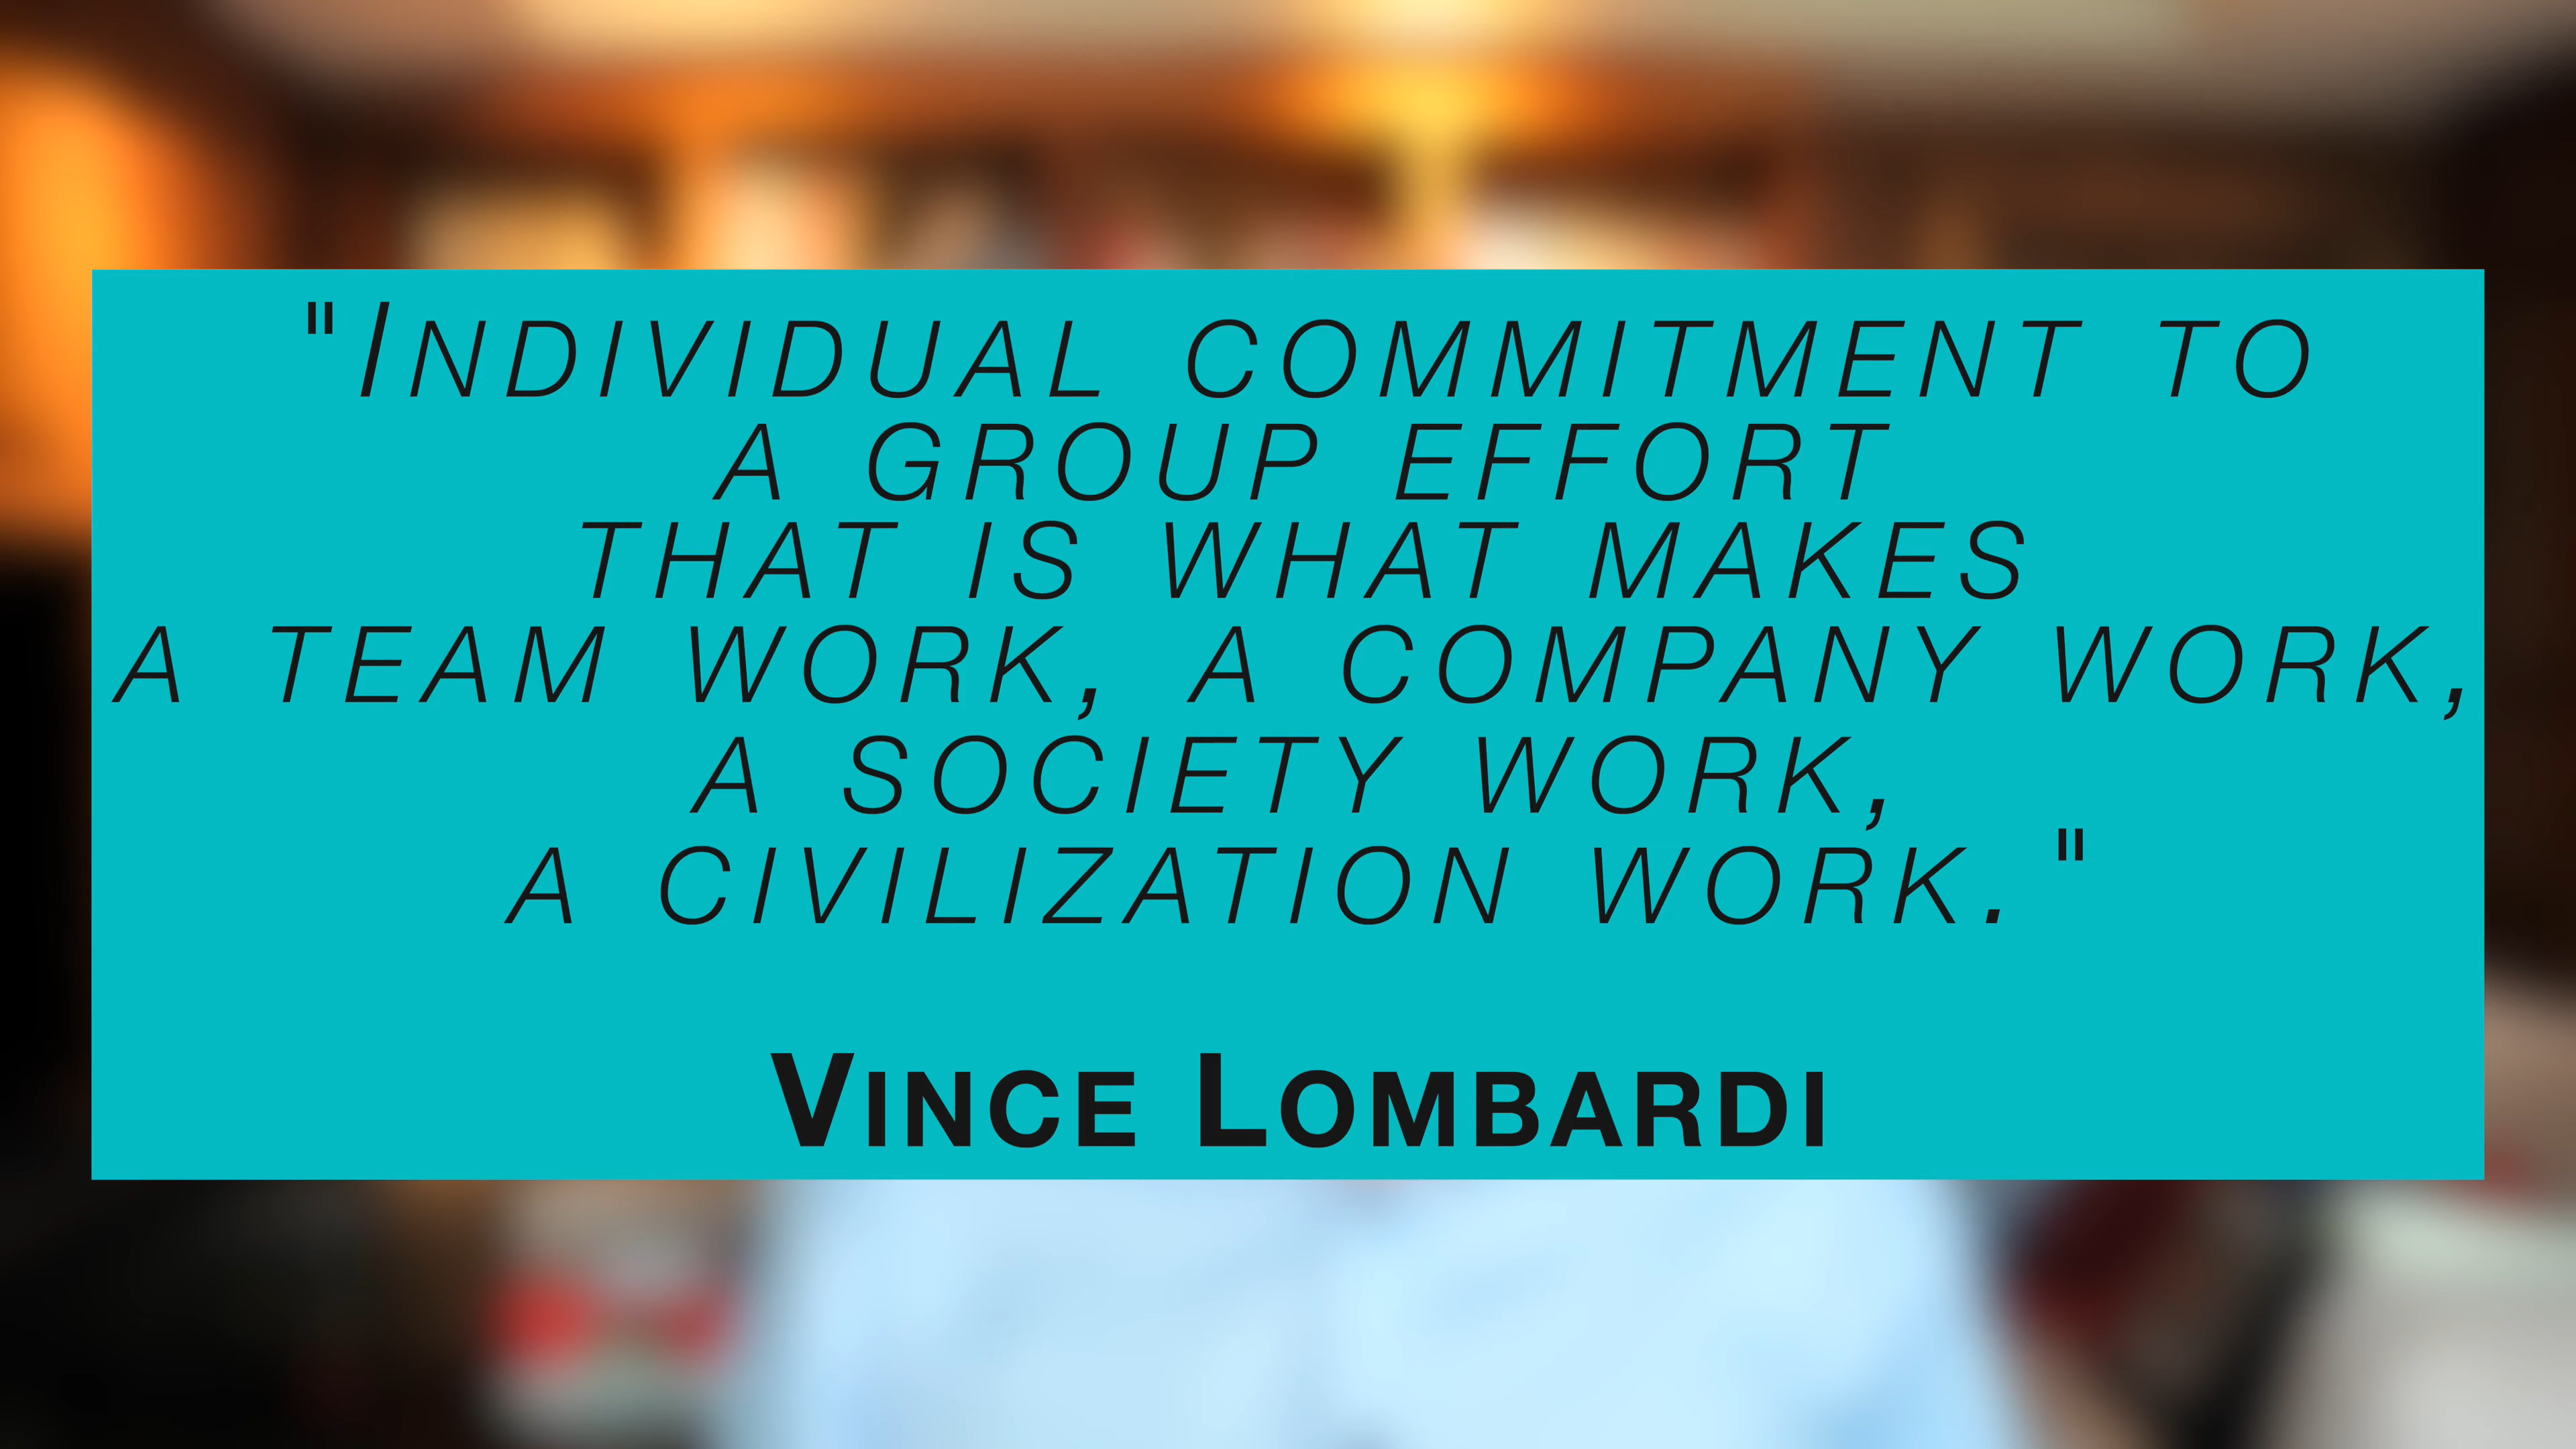 "Individual commitment to
a group effort
that is what makes
a team work, a company work,
a society work,
a civilization work."
Vince Lombardi